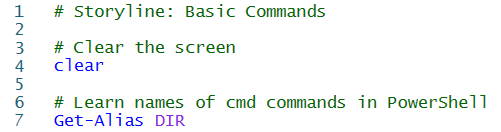 1 # Storyline: Basic Commands
2
3 # Clear the screen
4 clear
5
6 # Learn names of cmd commands in PowerShell
7 Get-Alias DIR